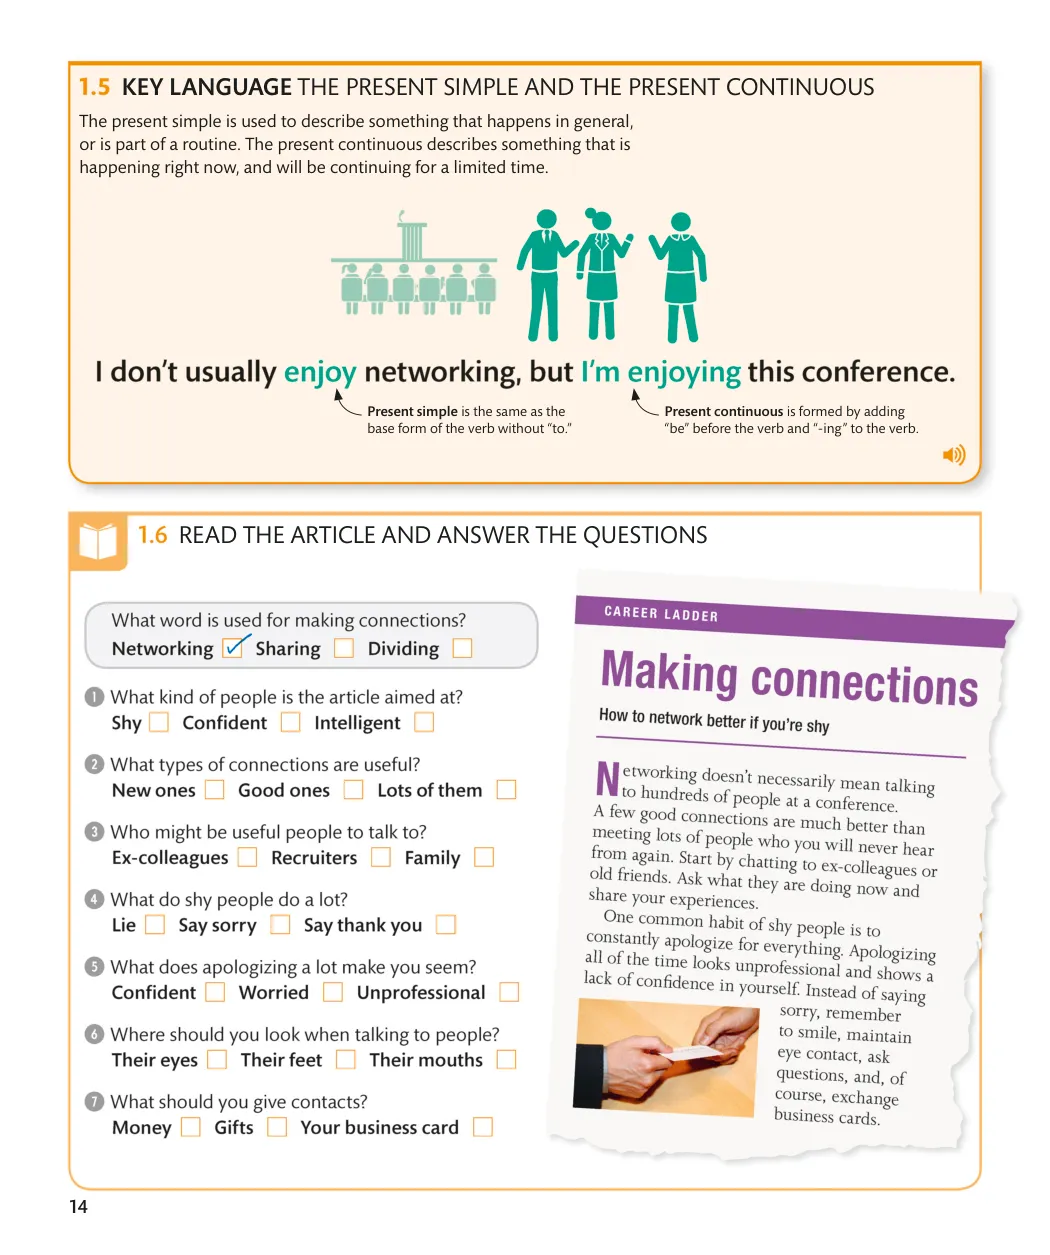 1.5 KEY LANGUAGE THE PRESENT SIMPLE AND THE PRESENT CONTINUOUS
The present simple is used to describe something that happens in general,
or is part of a routine. The present continuous describes something that is
happening right now, and will be continuing for a limited time.
I don't usually enjoy networking, but I'm enjoying this conference.
Present simple is the same as the
base form of the verb without "to."
Present continuous is formed by adding
"be" before the verb and "-ing" to the verb.
1.6 READ THE ARTICLE AND ANSWER THE QUESTIONS
What word is used for making connections?
Networking Sharing Dividing
1 What kind of people is the article aimed at?
Shy Confident Intelligent
2 What types of connections are useful?
New ones Good ones Lots of them
3 Who might be useful people to talk to?
Ex-colleagues Recruiters Family
4 What do shy people do a lot?
Lie Say sorry Say thank you
5 What does apologizing a lot make you seem?
Confident Worried Unprofessional
6 Where should you look when talking to people?
Their eyes Their feet Their mouths
7 What should you give contacts?
Money Gifts Your business card
CAREER LADDER
Making connections
How to network better if you're shy
Networking doesn't necessarily mean talking
to hundreds of people at a conference.
A few good connections are much better than
meeting lots of people who you will never hear
from again. Start by chatting to ex-colleagues or
old friends. Ask what they are doing now and
share your experiences.
One common habit of shy people is to
constantly apologize for everything. Apologizing
all of the time looks unprofessional and shows a
lack of confidence in yourself. Instead of saying
sorry, remember
to smile, maintain
eye contact, ask
questions, and, of
course, exchange
business cards.
14